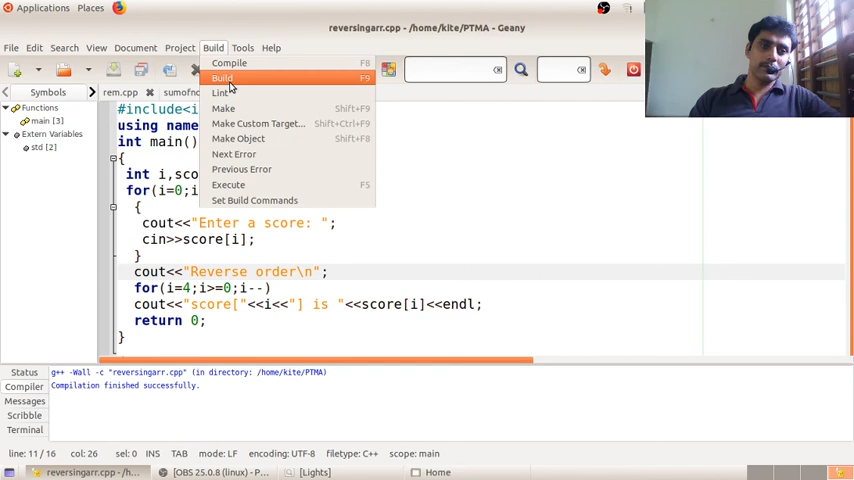 Applications Places
reversingarr.cpp - /home/kite/PTMA - Geany
File Edit Search View Document Project Build Tools Help
Compile F8
Build F9
Lint
Make Shift+F9
Make Custom Target... Shift+Ctrl+F9
Make Object Shift+F8
Next Error
Previous Error
Execute F5
Set Build Commands
Symbols
rem.cpp
Functions
main [3]
Extern Variables
std [2]
#include<i
using
int main()
{
int i,
for(i=0;
{
cout<<"Enter a score: ";
cin>>score[i];
}
cout<<"Reverse order\n";
for(i=4;i>=0;i--)
cout<<"score["<<i<<"] is "<<score[i]<<endl;
return 0;
}
Status
Compiler
Messages
Scribble
Terminal
g++ -Wall -c "reversingarr.cpp" (in directory: /home/kite/PTMA)
Compilation finished successfully.
line: 11 / 16 col: 26 sel: 0 INS TAB mode: LF encoding: UTF-8 filetype: C++ scope: main
reversingarr.cpp - /h... [OBS 25.0.8 (linux) - P... [Lights] Home